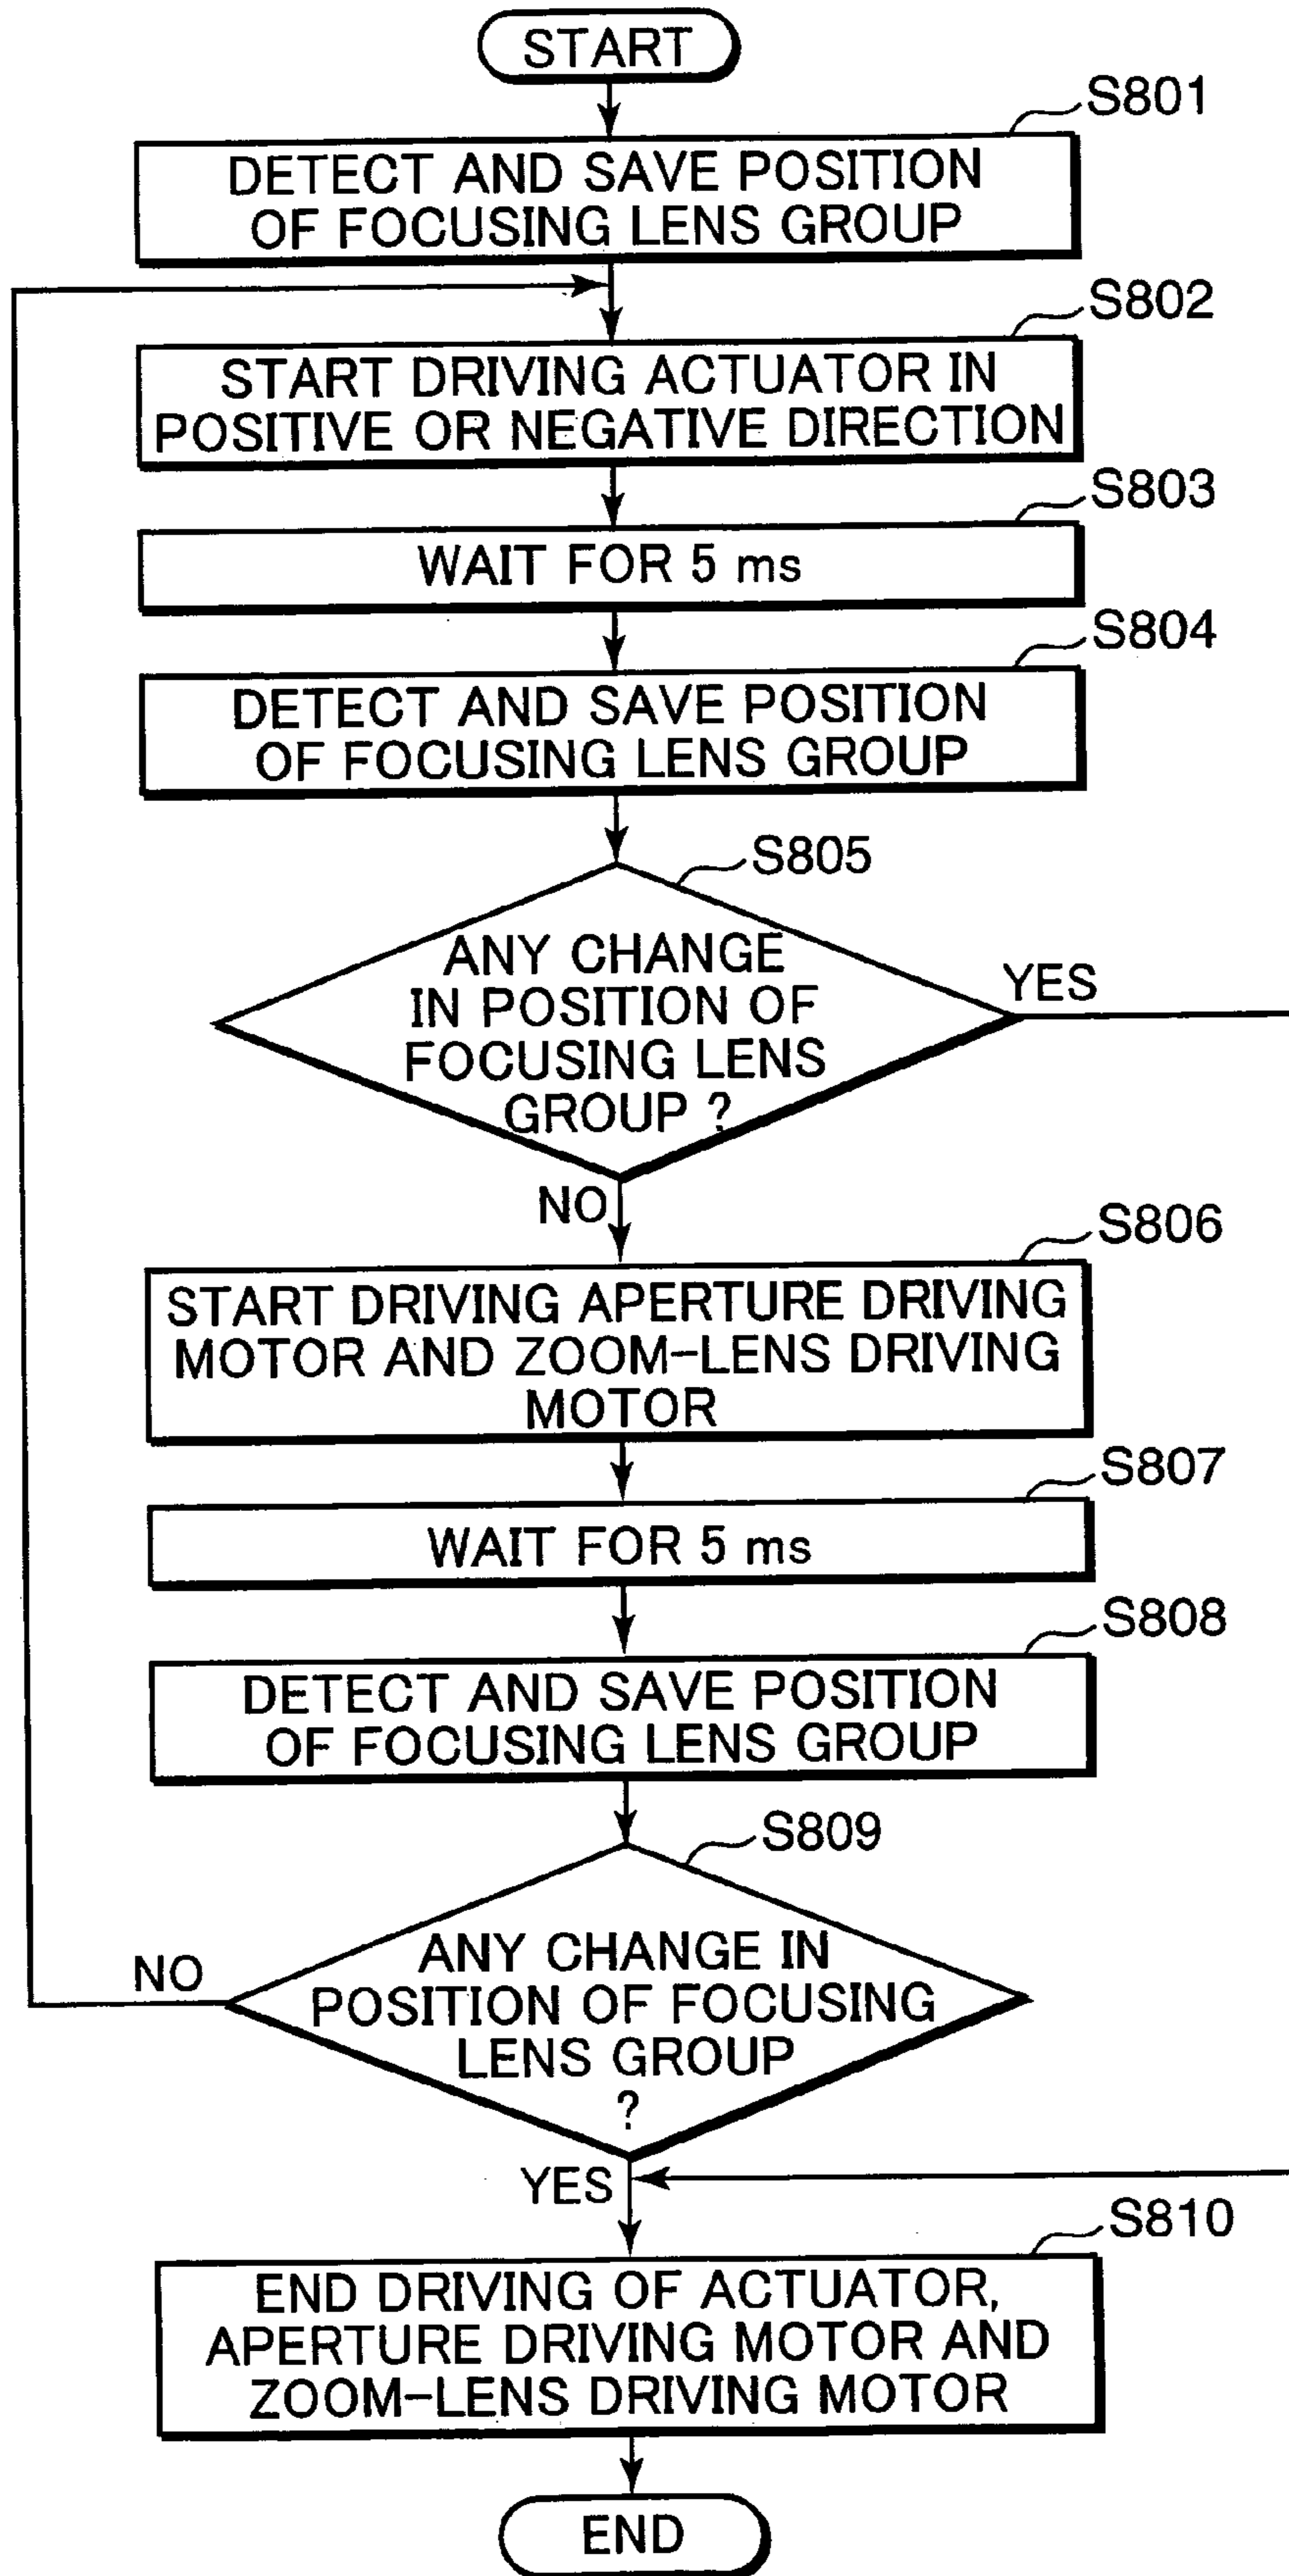 START
S801
DETECT AND SAVE POSITION
OF FOCUSING LENS GROUP
S802
START DRIVING ACTUATOR IN
POSITIVE OR NEGATIVE DIRECTION
S803
WAIT FOR 5 ms
S804
DETECT AND SAVE POSITION
OF FOCUSING LENS GROUP
S805
ANY CHANGE
IN POSITION OF
FOCUSING LENS
GROUP ?
YES
NO
S806
START DRIVING APERTURE DRIVING
MOTOR AND ZOOM-LENS DRIVING
MOTOR
S807
WAIT FOR 5 ms
S808
DETECT AND SAVE POSITION
OF FOCUSING LENS GROUP
S809
ANY CHANGE IN
POSITION OF FOCUSING
LENS GROUP
?
NO
YES
S810
END DRIVING OF ACTUATOR,
APERTURE DRIVING MOTOR AND
ZOOM-LENS DRIVING MOTOR
END